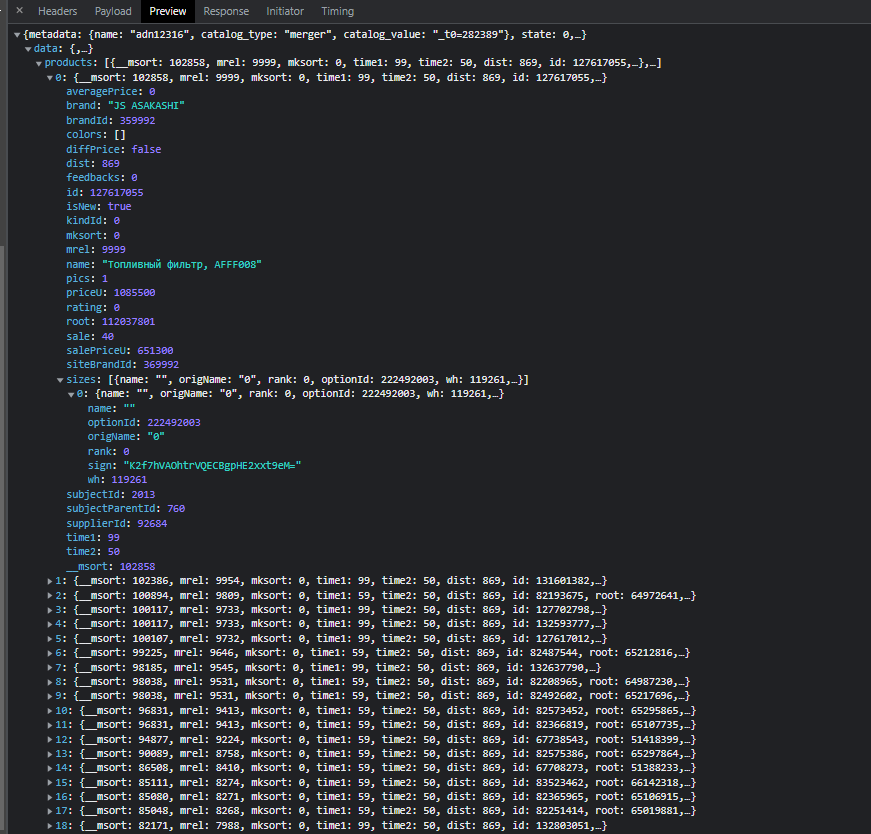 × Headers Payload Preview Response Initiator Timing
▼{metadata: {name: "adn12316", catalog_type: "merger", catalog_value: "_t0=282389"}, state: 0,…}
▼data: {,…}
▼products: [{__msort: 102858, mrel: 9999, mksort: 0, time1: 99, time2: 50, dist: 869, id: 127617055,…},…]
▼0: {__msort: 102858, mrel: 9999, mksort: 0, time1: 99, time2: 50, dist: 869, id: 127617055,…}
averagePrice: 0
brand: "JS ASAKASHI"
brandId: 359992
colors: []
diffPrice: false
dist: 869
feedbacks: 0
id: 127617055
isNew: true
kindId: 0
mksort: 0
mrel: 9999
name: "Топливный фильтр, AFFF008"
pics: 1
priceU: 1085500
rating: 0
root: 112037801
sale: 40
salePriceU: 651300
siteBrandId: 369992
▼sizes: [{name: "", origName: "0", rank: 0, optionId: 222492003, wh: 119261,…}]
▼0: {name: "", origName: "0", rank: 0, optionId: 222492003, wh: 119261,…}
name: ""
optionId: 222492003
origName: "0"
rank: 0
sign: "K2f7hVAOhtrVQECBgpHE2xxt9eM="
wh: 119261
subjectId: 2013
subjectParentId: 760
supplierId: 92684
time1: 99
time2: 50
__msort: 102858
▶1: {__msort: 102386, mrel: 9954, mksort: 0, time1: 99, time2: 50, dist: 869, id: 131601382,…}
▶2: {__msort: 100894, mrel: 9809, mksort: 0, time1: 59, time2: 50, dist: 869, id: 82193675, root: 64972641,…}
▶3: {__msort: 100117, mrel: 9733, mksort: 0, time1: 99, time2: 50, dist: 869, id: 127702798,…}
▶4: {__msort: 100117, mrel: 9733, mksort: 0, time1: 99, time2: 50, dist: 869, id: 132593777,…}
▶5: {__msort: 100107, mrel: 9732, mksort: 0, time1: 99, time2: 50, dist: 869, id: 127617012,…}
▶6: {__msort: 99225, mrel: 9646, mksort: 0, time1: 59, time2: 50, dist: 869, id: 82487544, root: 65212816,…}
▶7: {__msort: 98185, mrel: 9545, mksort: 0, time1: 99, time2: 50, dist: 869, id: 132637790,…}
▶8: {__msort: 98038, mrel: 9531, mksort: 0, time1: 59, time2: 50, dist: 869, id: 82208965, root: 64987230,…}
▶9: {__msort: 98038, mrel: 9531, mksort: 0, time1: 59, time2: 50, dist: 869, id: 82492602, root: 65217696,…}
▶10: {__msort: 96831, mrel: 9413, mksort: 0, time1: 59, time2: 50, dist: 869, id: 82573452, root: 65295865,…}
▶11: {__msort: 96831, mrel: 9413, mksort: 0, time1: 59, time2: 50, dist: 869, id: 82366819, root: 65107735,…}
▶12: {__msort: 94877, mrel: 9224, mksort: 0, time1: 59, time2: 50, dist: 869, id: 67738543, root: 51418399,…}
▶13: {__msort: 90089, mrel: 8758, mksort: 0, time1: 59, time2: 50, dist: 869, id: 82575386, root: 65297864,…}
▶14: {__msort: 86508, mrel: 8410, mksort: 0, time1: 59, time2: 50, dist: 869, id: 67708273, root: 51388233,…}
▶15: {__msort: 85111, mrel: 8274, mksort: 0, time1: 59, time2: 50, dist: 869, id: 83523462, root: 66142318,…}
▶16: {__msort: 85080, mrel: 8271, mksort: 0, time1: 59, time2: 50, dist: 869, id: 82365965, root: 65106915,…}
▶17: {__msort: 85048, mrel: 8268, mksort: 0, time1: 59, time2: 50, dist: 869, id: 82251414, root: 65019881,…}
▶18: {__msort: 82171, mrel: 7988, mksort: 0, time1: 99, time2: 50, dist: 869, id: 132803051,…}